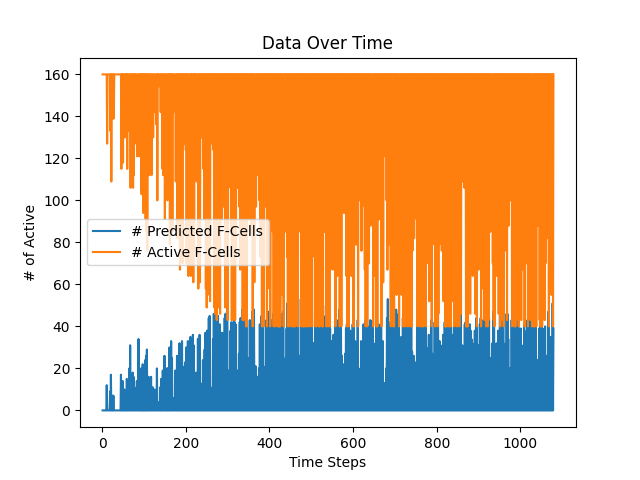 Data Over Time
# of Active
160
140
120
100
80
60
40
20
0
# Predicted F-Cells
# Active F-Cells
0 200 400 600 800 1000
Time Steps